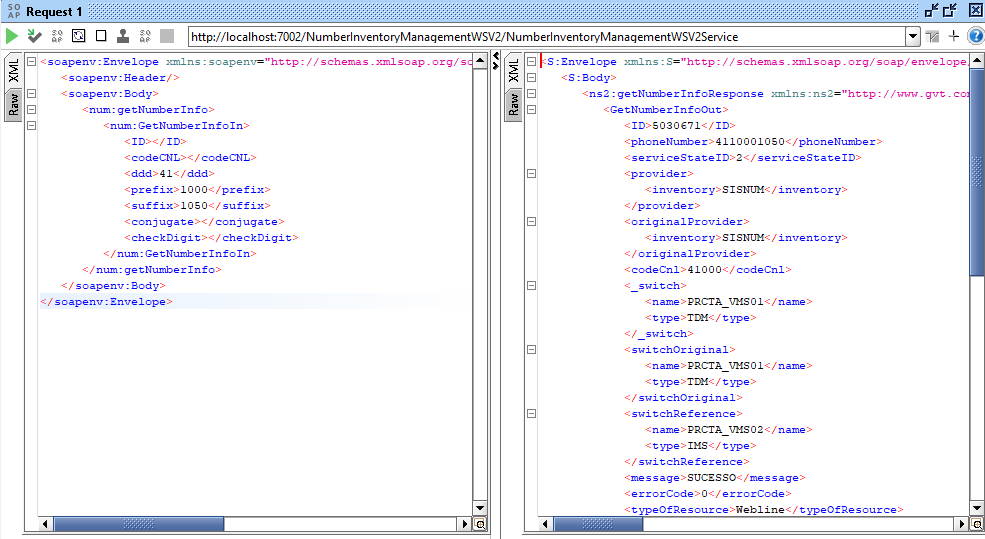 SO
AP
Request 1
SO
AP
SO
AP
http://localhost:7002/NumberInventoryManagementWSV2/NumberInventoryManagementWSV2Service
XML
Raw
<soapenv:Envelope xmlns:soapenv="http://schemas.xmlsoap.org/so
<soapenv:Header/>
<soapenv:Body>
<num:getNumberInfo>
<num:GetNumberInfoIn>
<ID></ID>
<codeCNL></codeCNL>
<ddd>41</ddd>
<prefix>1000</prefix>
<suffix>1050</suffix>
<conjugate></conjugate>
<checkDigit></checkDigit>
</num:GetNumberInfoIn>
</num:getNumberInfo>
</soapenv:Body>
</soapenv:Envelope>
XML
Raw
<S:Envelope xmlns:S="http://schemas.xmlsoap.org/soap/envelope/
<S:Body>
<ns2:getNumberInfoResponse xmlns:ns2="http://www.gvt.com
<GetNumberInfoOut>
<ID>5030671</ID>
<phoneNumber>4110001050</phoneNumber>
<serviceStateID>2</serviceStateID>
<provider>
<inventory>SISNUM</inventory>
</provider>
<originalProvider>
<inventory>SISNUM</inventory>
</originalProvider>
<codeCnl>41000</codeCnl>
<_switch>
<name>PRCTA_VMS01</name>
<type>TDM</type>
</_switch>
<switchOriginal>
<name>PRCTA_VMS01</name>
<type>TDM</type>
</switchOriginal>
<switchReference>
<name>PRCTA_VMS02</name>
<type>IMS</type>
</switchReference>
<message>SUCESSO</message>
<errorCode>0</errorCode>
<typeOfResource>Webline</typeOfResource>